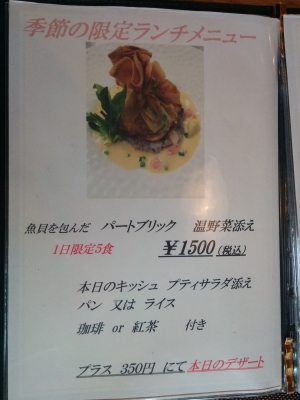 季節の限定ランチメニュー
魚貝を包んだ パートブリック 温野菜添え
1日限定5食 ￥1500(税込)
本日のキッシュ プティサラダ添え
パン 又は ライス
珈琲 or 紅茶 付き
プラス 350円 にて本日のデザート